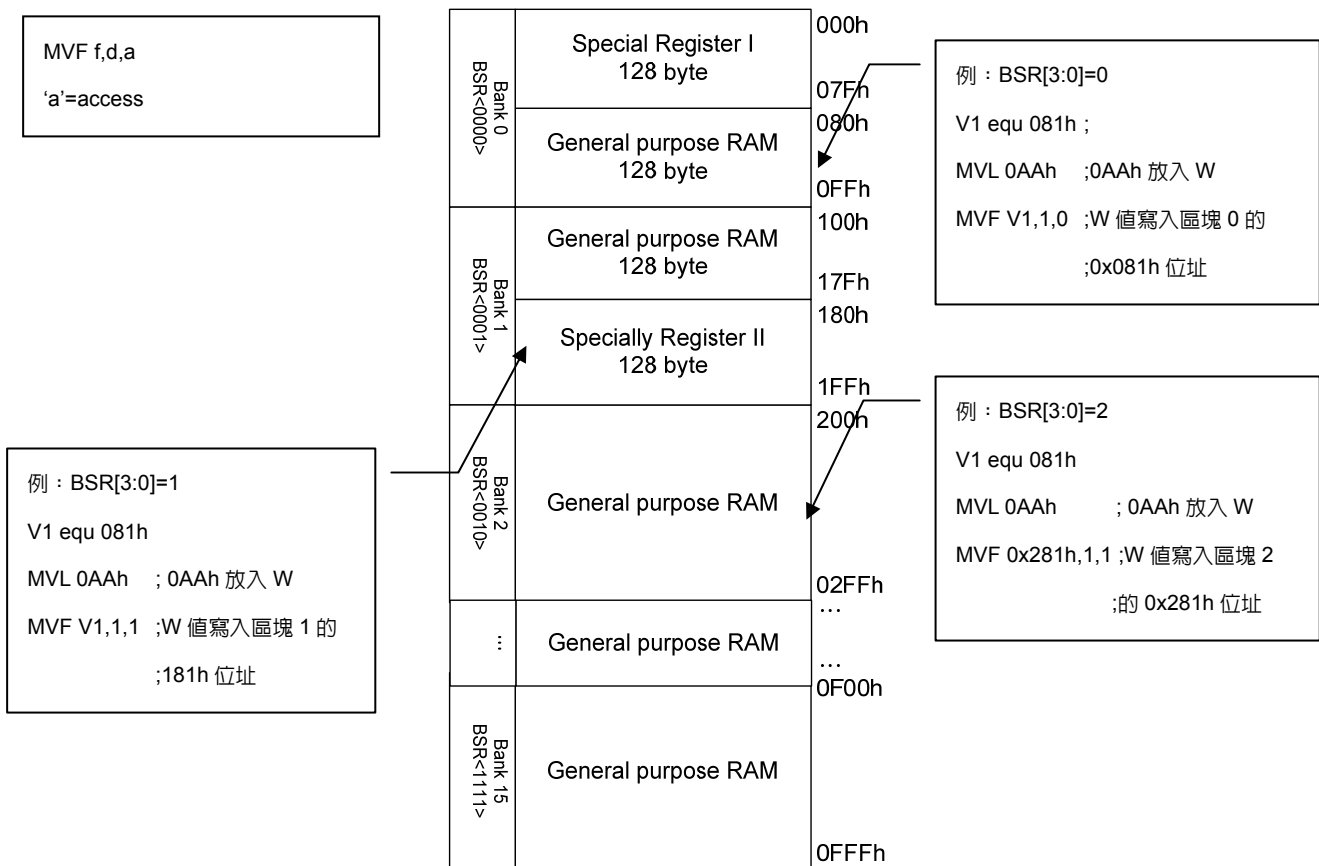 MVF f,d,a
‘a’=access
Bank 0
BSR<0000>
Special Register I
128 byte
000h
07Fh
General purpose RAM
128 byte
080h
0FFh
Bank 1
BSR<0001>
General purpose RAM
128 byte
100h
17Fh
Specially Register II
128 byte
180h
1FFh
Bank 2
BSR<0010>
General purpose RAM
200h
02FFh
...
General purpose RAM
...
...
Bank 15
BSR<1111>
General purpose RAM
0F00h
0FFFh
例：BSR[3:0]=0
V1 equ 081h ;
MVL 0AAh ;0AAh 放入 W
MVF V1,1,0 ;W 值寫入區塊 0 的
;0x081h 位址
例：BSR[3:0]=1
V1 equ 081h
MVL 0AAh ; 0AAh 放入 W
MVF V1,1,1 ;W 值寫入區塊 1 的
;181h 位址
例：BSR[3:0]=2
V1 equ 081h
MVL 0AAh ; 0AAh 放入 W
MVF 0x281h,1,1 ;W 值寫入區塊 2
;的 0x281h 位址